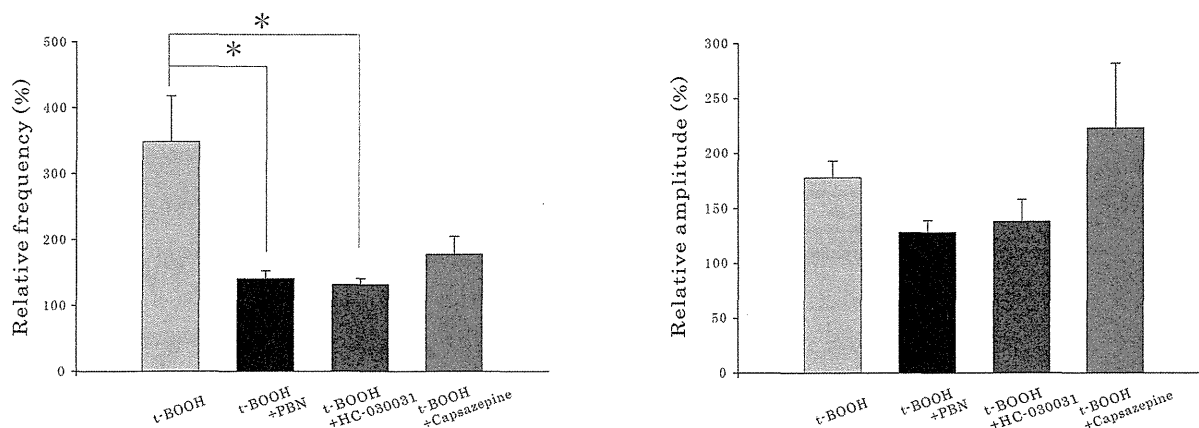 *
*
Relative frequency (%)
500
400
300
200
100
0
t-BOOH
t-BOOH
+PBN
t-BOOH
+HC-030031
t-BOOH
+Capsazepine
Relative amplitude (%)
300
250
200
150
100
50
0
t-BOOH
t-BOOH
+PBN
t-BOOH
+HC-030031
t-BOOH
+Capsazepine